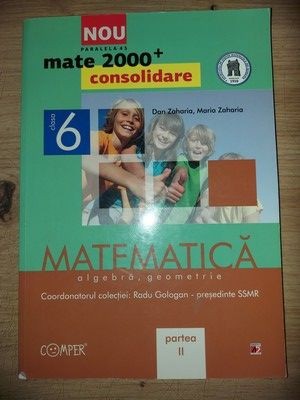 NOU
PARALELA 45
mate 2000+
consolidare
Dan Zaharia, Maria Zaharia
clasa
6
MATEMATICĂ
algebră, geometrie
Coordonatorul colecției: Radu Gologan - președinte SSMR
partea
II
COMPER